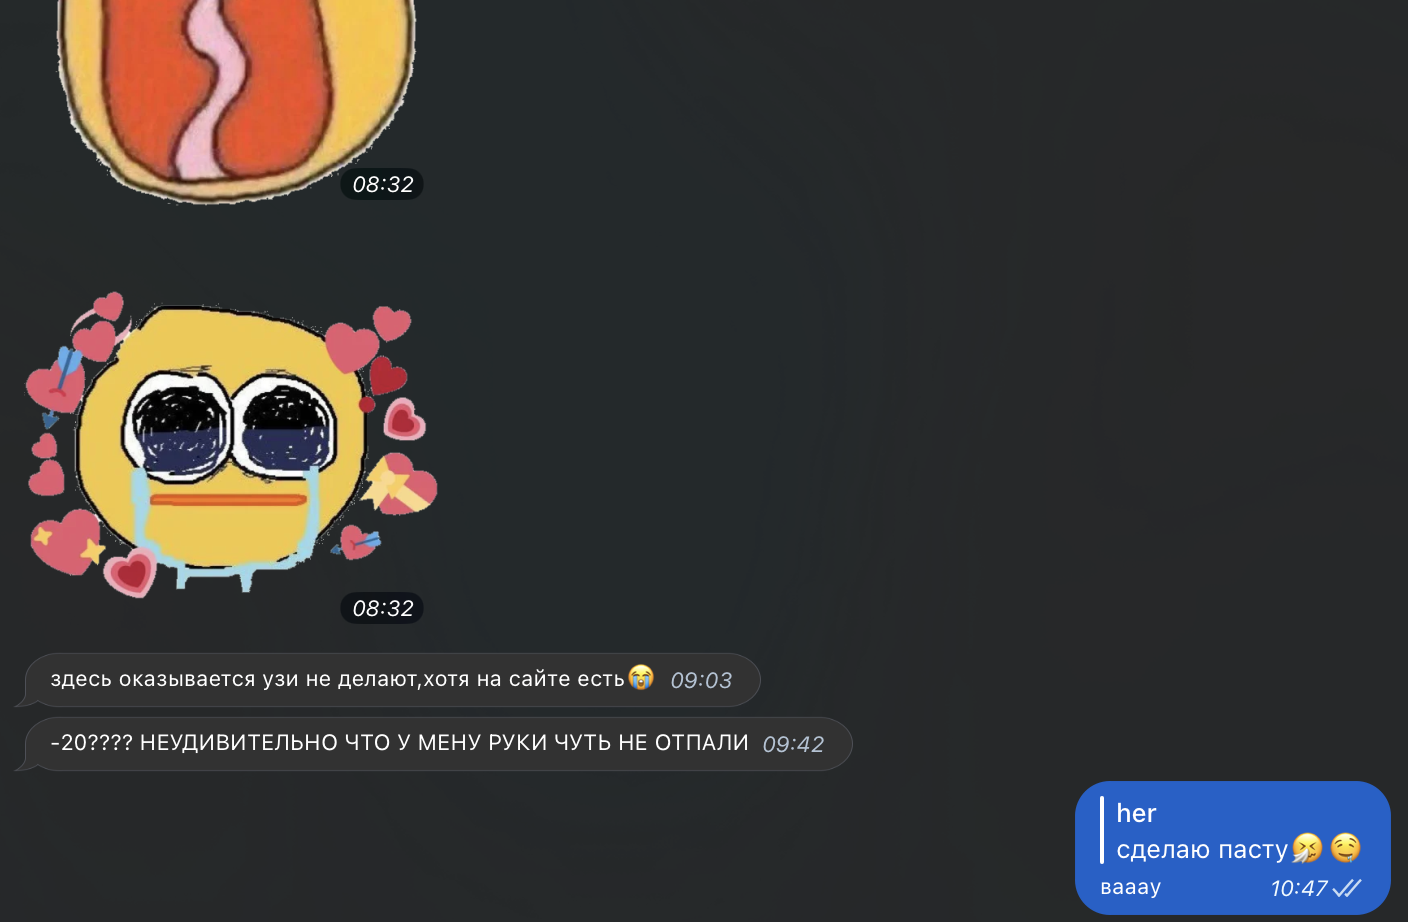 08:32
08:32
здесь оказывается узи не делают,хотя на сайте есть😭 09:03
-20???? НЕУДИВИТЕЛЬНО ЧТО У МЕНУ РУКИ ЧУТЬ НЕ ОТПАЛИ 09:42
her
сделаю пасту🤧🤤
вааау 10:47